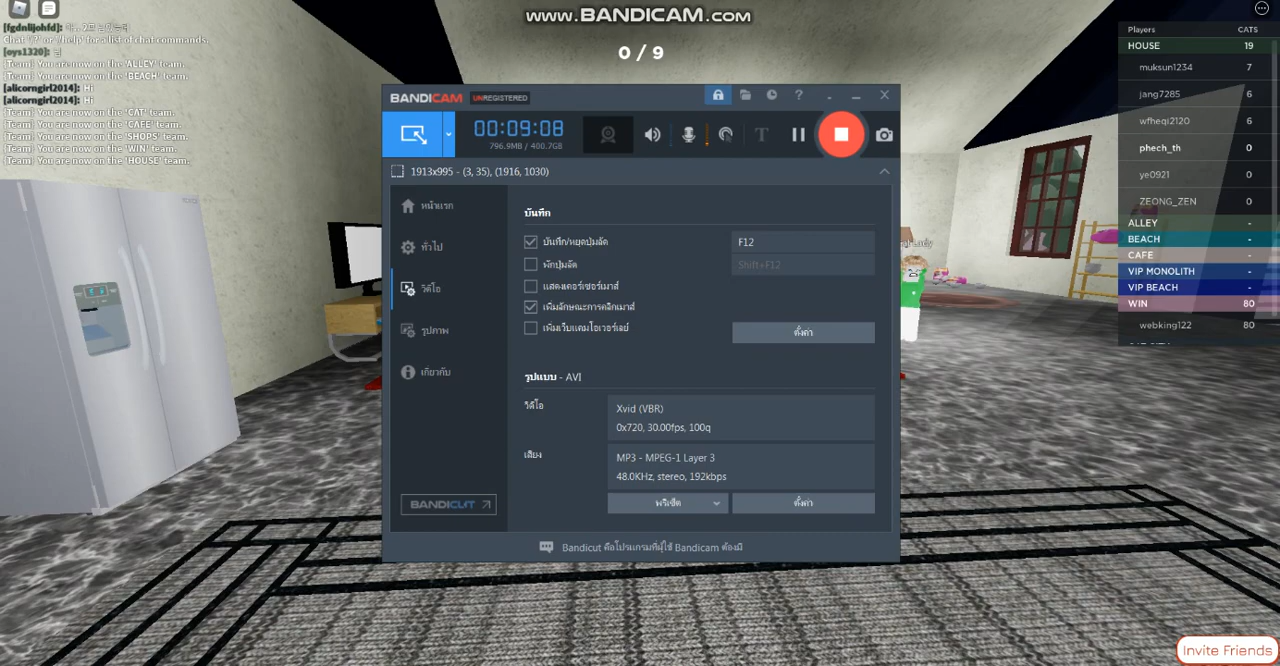 www.BANDICAM.com
0 / 9
[fgdnlijohfd]:
Chat '/?' or '/help' for a list of chat commands.
[oys1320]:
[Team] You are now on the 'ALLEY' team.
[Team] You are now on the 'BEACH' team.
[alicorngirl2014]: Hi
[alicorngirl2014]: Hi
[Team] You are now on the 'CAT' team.
[Team] You are now on the 'CAFE' team.
[Team] You are now on the 'SHOPS' team.
[Team] You are now on the 'WIN' team.
[Team] You are now on the 'HOUSE' team.
BANDICAM UNREGISTERED
00:09:08
796.9MB / 400.7GB
1913x995 - (3, 35), (1916, 1030)
หน้าแรก
ทั่วไป
วิดีโอ
รูปภาพ
เกี่ยวกับ
BANDICUT
บันทึก
บันทึก/หยุดปุ่มลัด F12
พักปุ่มลัด Shift+F12
แสดงเคอร์เซอร์เมาส์
เพิ่มลักษณะการคลิกเมาส์
เพิ่มเว็บแคมโอเวอร์เลย์
ตั้งค่า
รูปแบบ - AVI
วิดีโอ
Xvid (VBR)
0x720, 30.00fps, 100q
เสียง
MP3 - MPEG-1 Layer 3
48.0KHz, stereo, 192kbps
พรีเซ็ต ตั้งค่า
Bandicut คือโปรแกรมที่ผู้ใช้ Bandicam ต้องมี
Players CATS
HOUSE 19
muksun1234 7
jang7285 6
wfheqi2120 6
phech_th 0
ye0921 0
ZEONG_ZEN 0
ALLEY -
BEACH -
CAFE -
VIP MONOLITH -
VIP BEACH -
WIN 80
webking122 80
Invite Friends